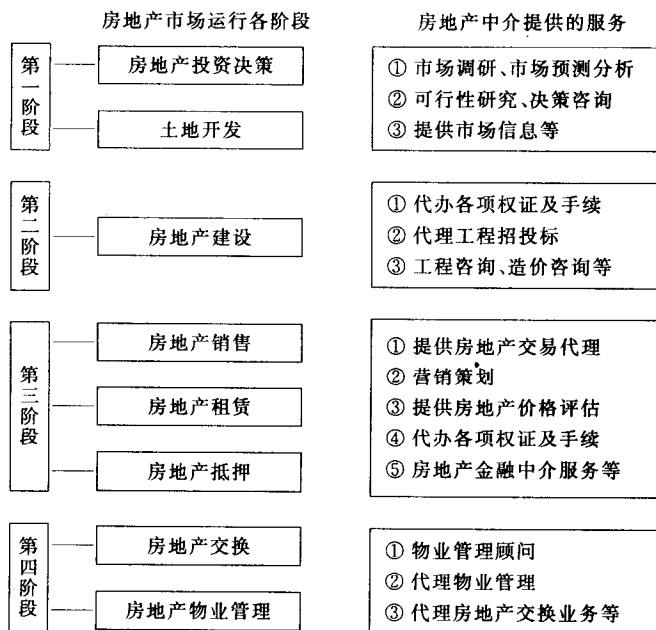 房地产市场运行各阶段
房地产中介提供的服务
第一阶段
房地产投资决策
土地开发
① 市场调研、市场预测分析
② 可行性研究、决策咨询
③ 提供市场信息等
第二阶段
房地产建设
① 代办各项权证及手续
② 代理工程招投标
③ 工程咨询、造价咨询等
第三阶段
房地产销售
房地产租赁
房地产抵押
① 提供房地产交易代理
② 营销策划
③ 提供房地产价格评估
④ 代办各项权证及手续
⑤ 房地产金融中介服务等
第四阶段
房地产交换
房地产物业管理
① 物业管理顾问
② 代理物业管理
③ 代理房地产交换业务等